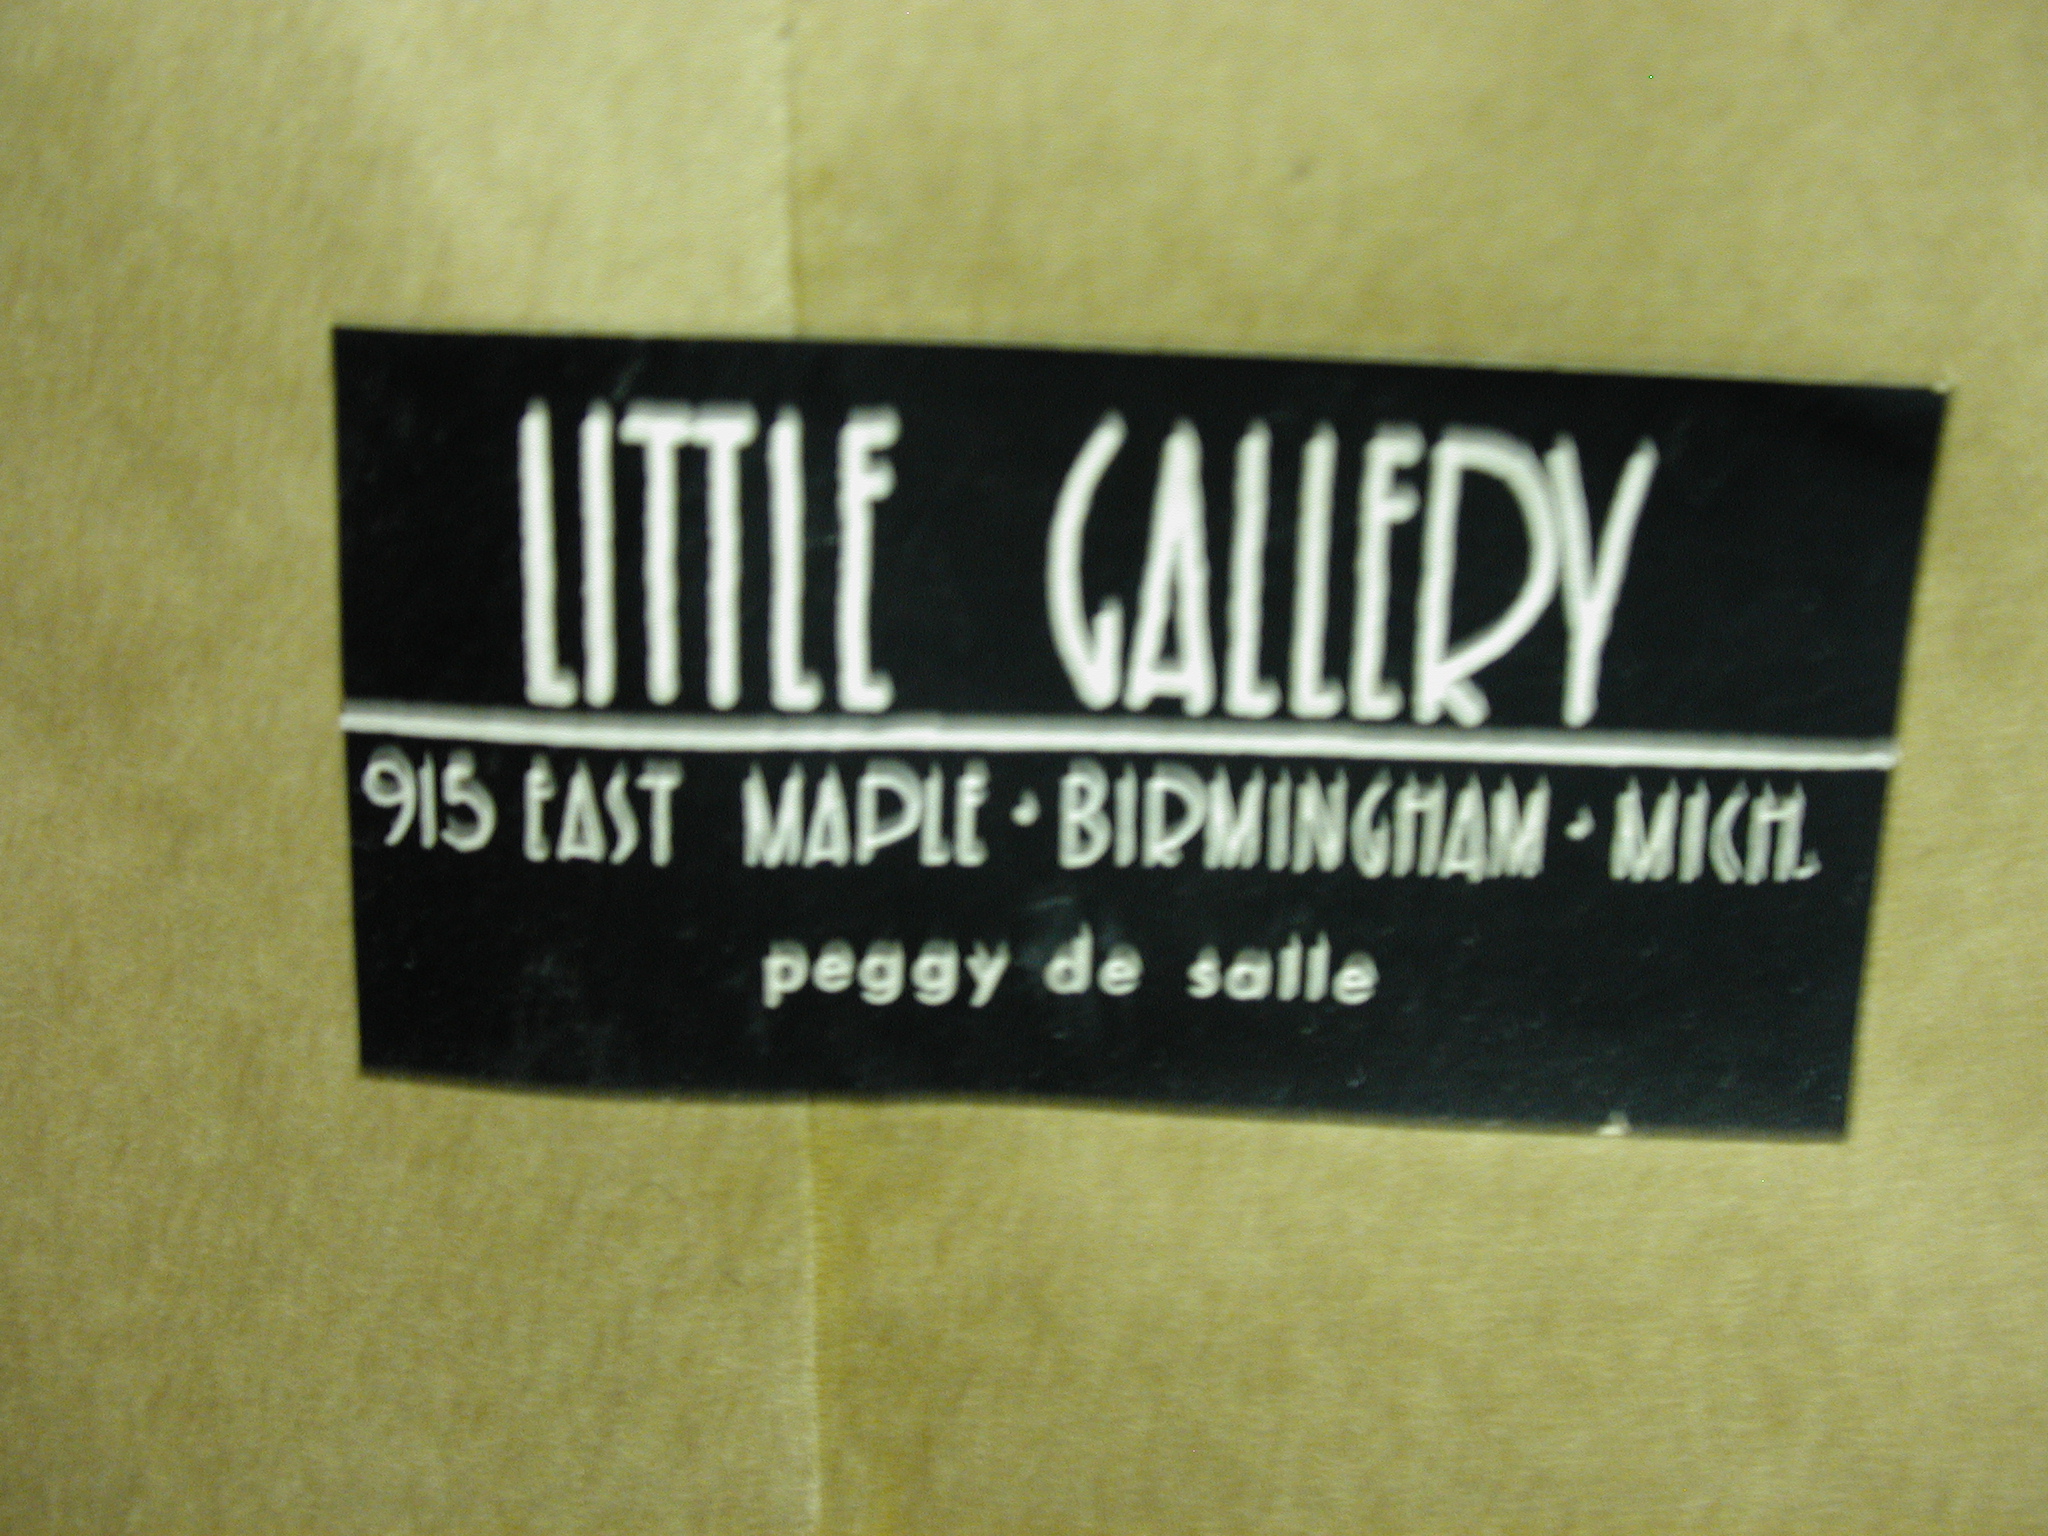 LITTLE GALLERY
915 EAST MAPLE · BIRMINGHAM · MICH.
peggy de salle